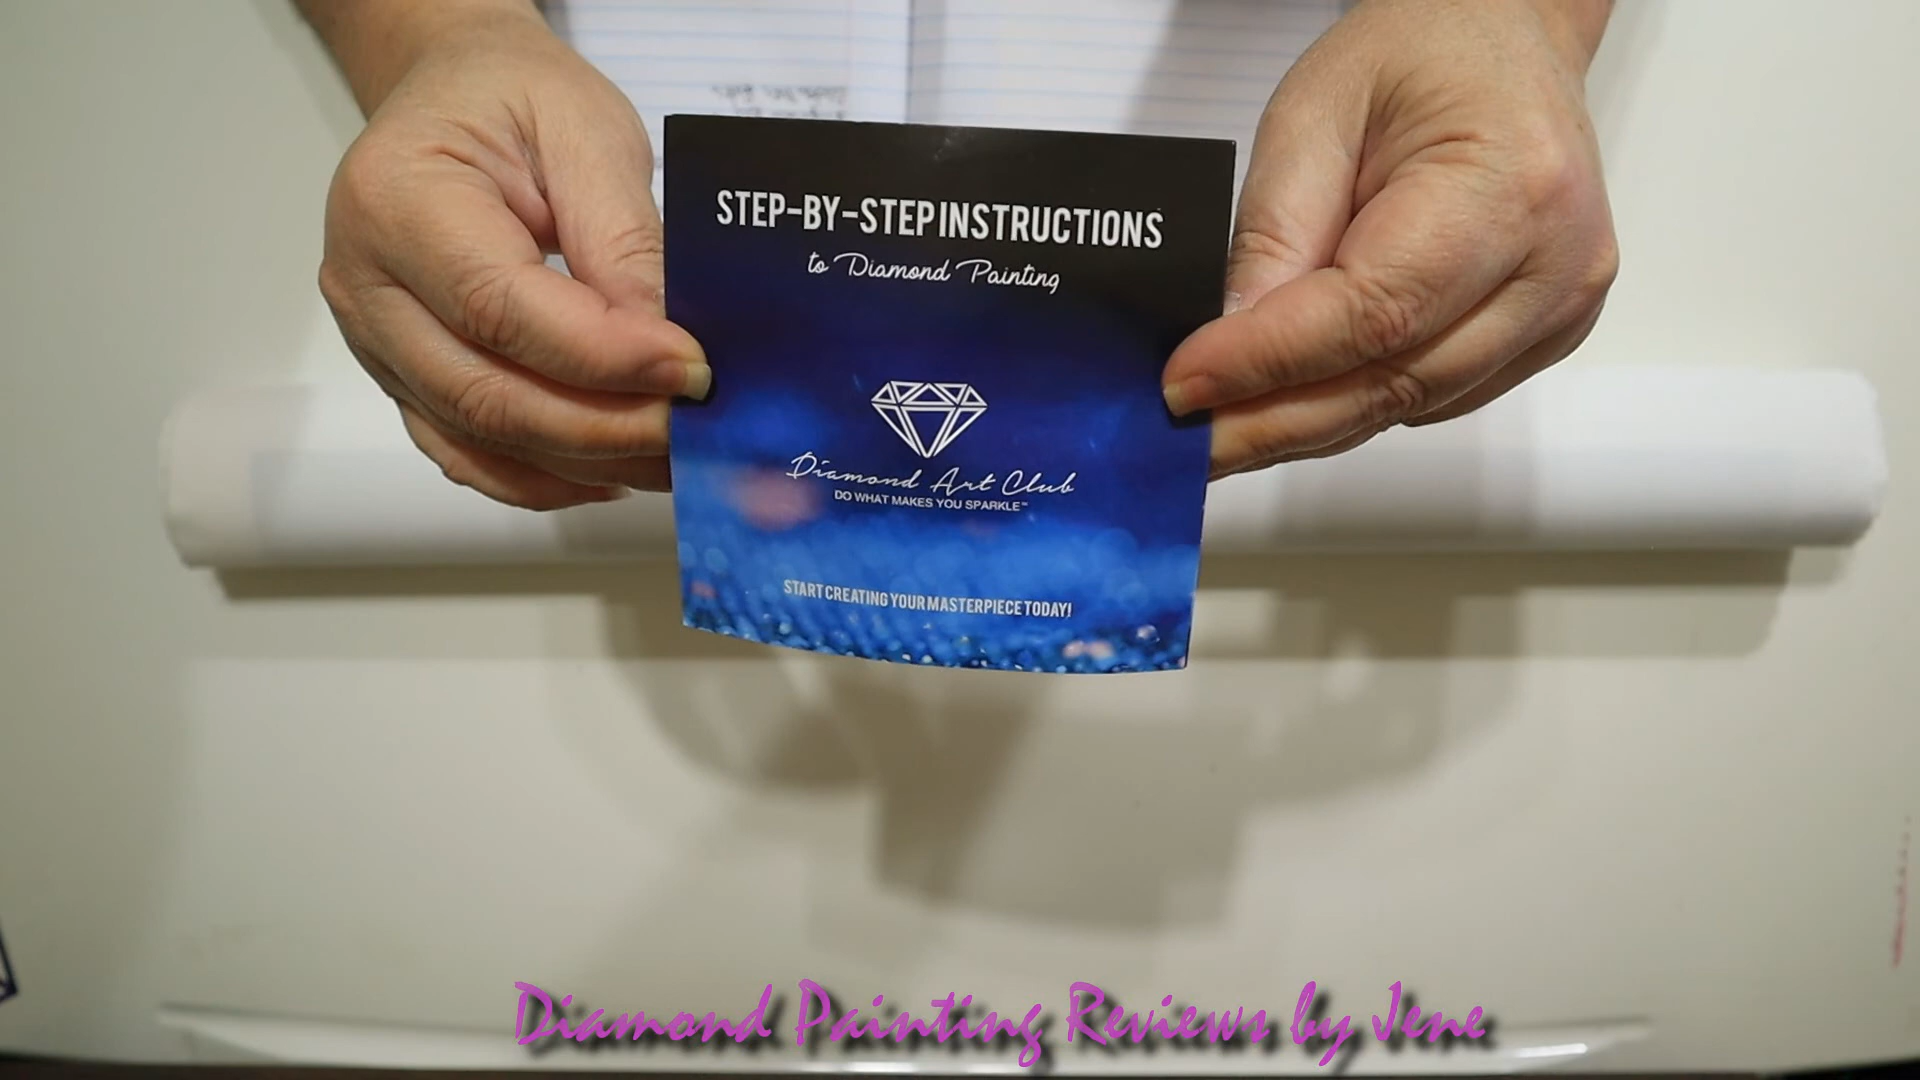 STEP-BY-STEP INSTRUCTIONS
to Diamond Painting
Diamond Art Club
DO WHAT MAKES YOU SPARKLE™
START CREATING YOUR MASTERPIECE TODAY!
Diamond Painting Reviews by Jene